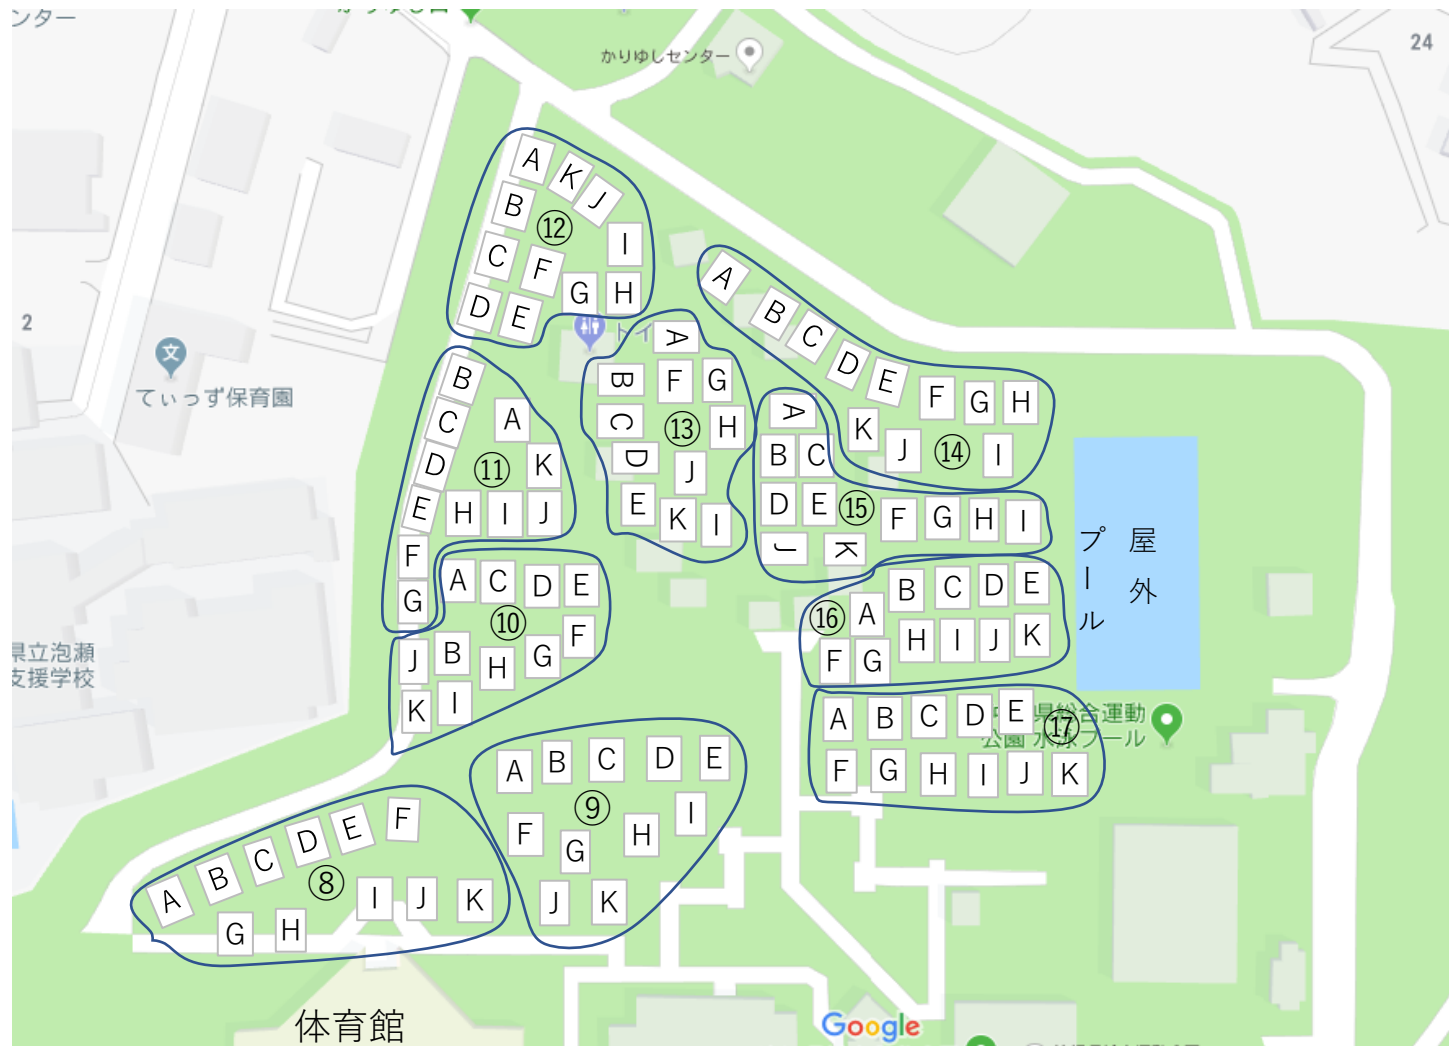 ンター
かりゆしセンター
24
A K J
B ⑫ I
C F G H
D E
トイ
2
てぃっず保育園
A
B C D E F G H
K J ⑭ I
A
B F G
C ⑬ H
D J
E K I
A
B C
D E ⑮ F G H I
J K
B
C A
D ⑪ K
E H I J
F
G
プール
屋外
A C D E
⑩ F
J B H G
K I
県立泡瀬
支援学校
B C D E
⑯ A H I J K
F G
A B C D E ⑰
F G H I J K
県総合運動
公園 水泳プール
A B C D E
⑨ I
F G H
J K
A B C D E F
⑧ I J K
G H
体育館
Google